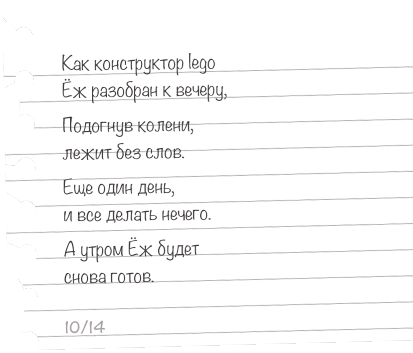 Как конструктор lego
Ёж разобран к вечеру,
Подогнув колени,
лежит без слов.
Еще один день,
и все делать нечего.
А утром Ёж будет
снова готов.
10/14